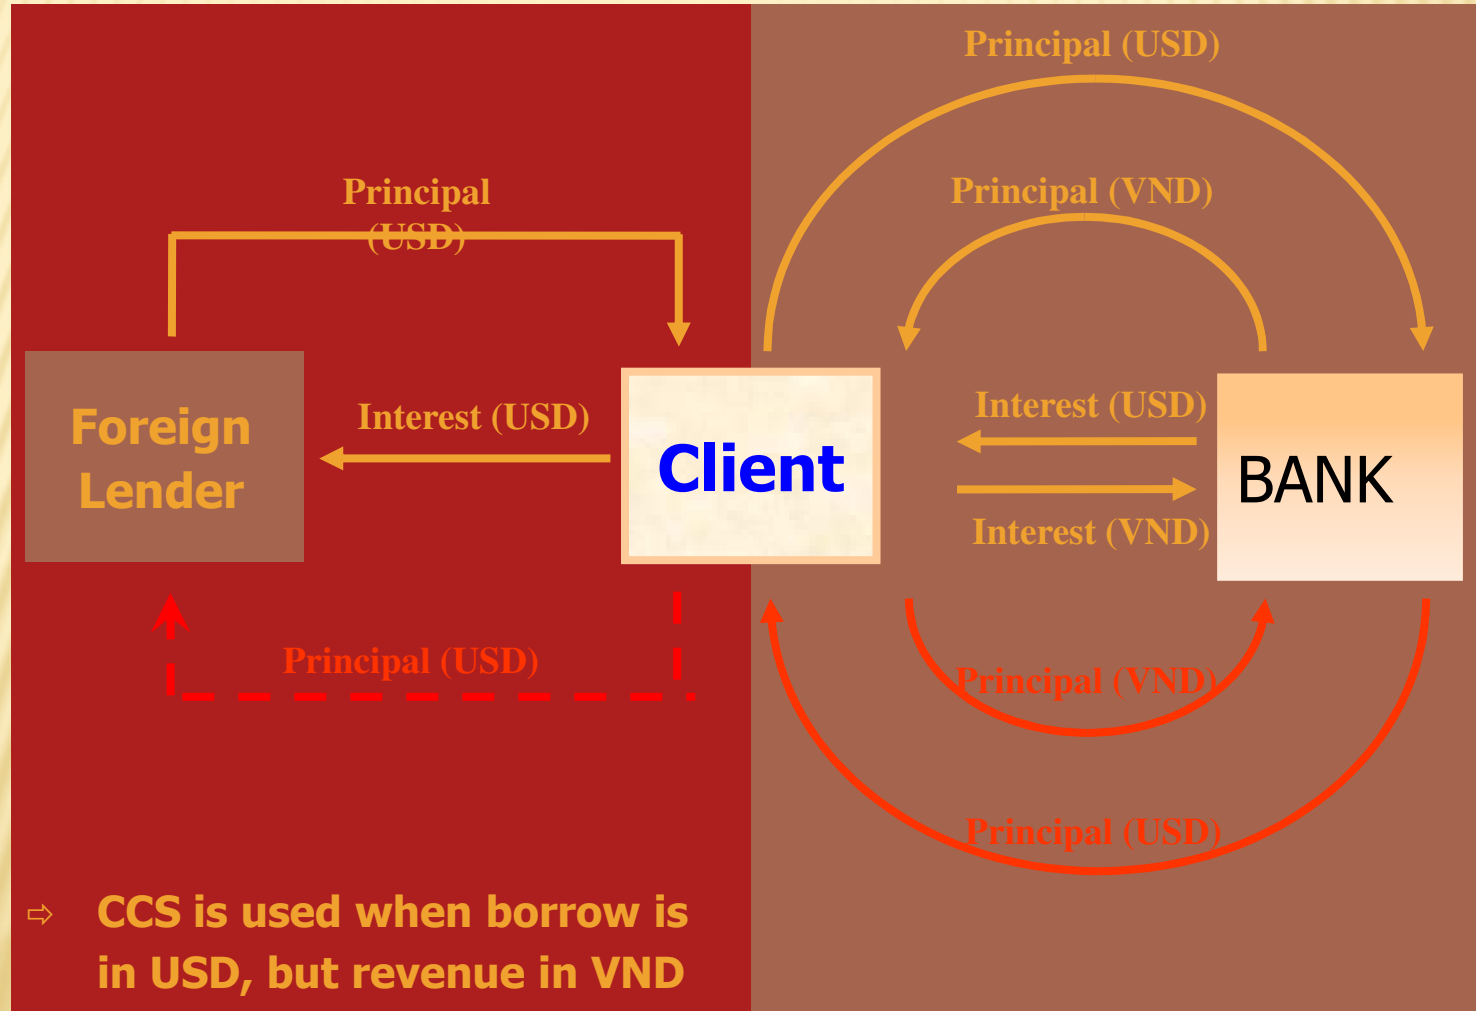 Principal (USD)
Principal
(USD)
Principal (VND)
Foreign
Lender
Interest (USD)
Client
Interest (USD)
Interest (VND)
BANK
Principal (USD)
Principal (VND)
Principal (USD)
⇨ CCS is used when borrow is
in USD, but revenue in VND